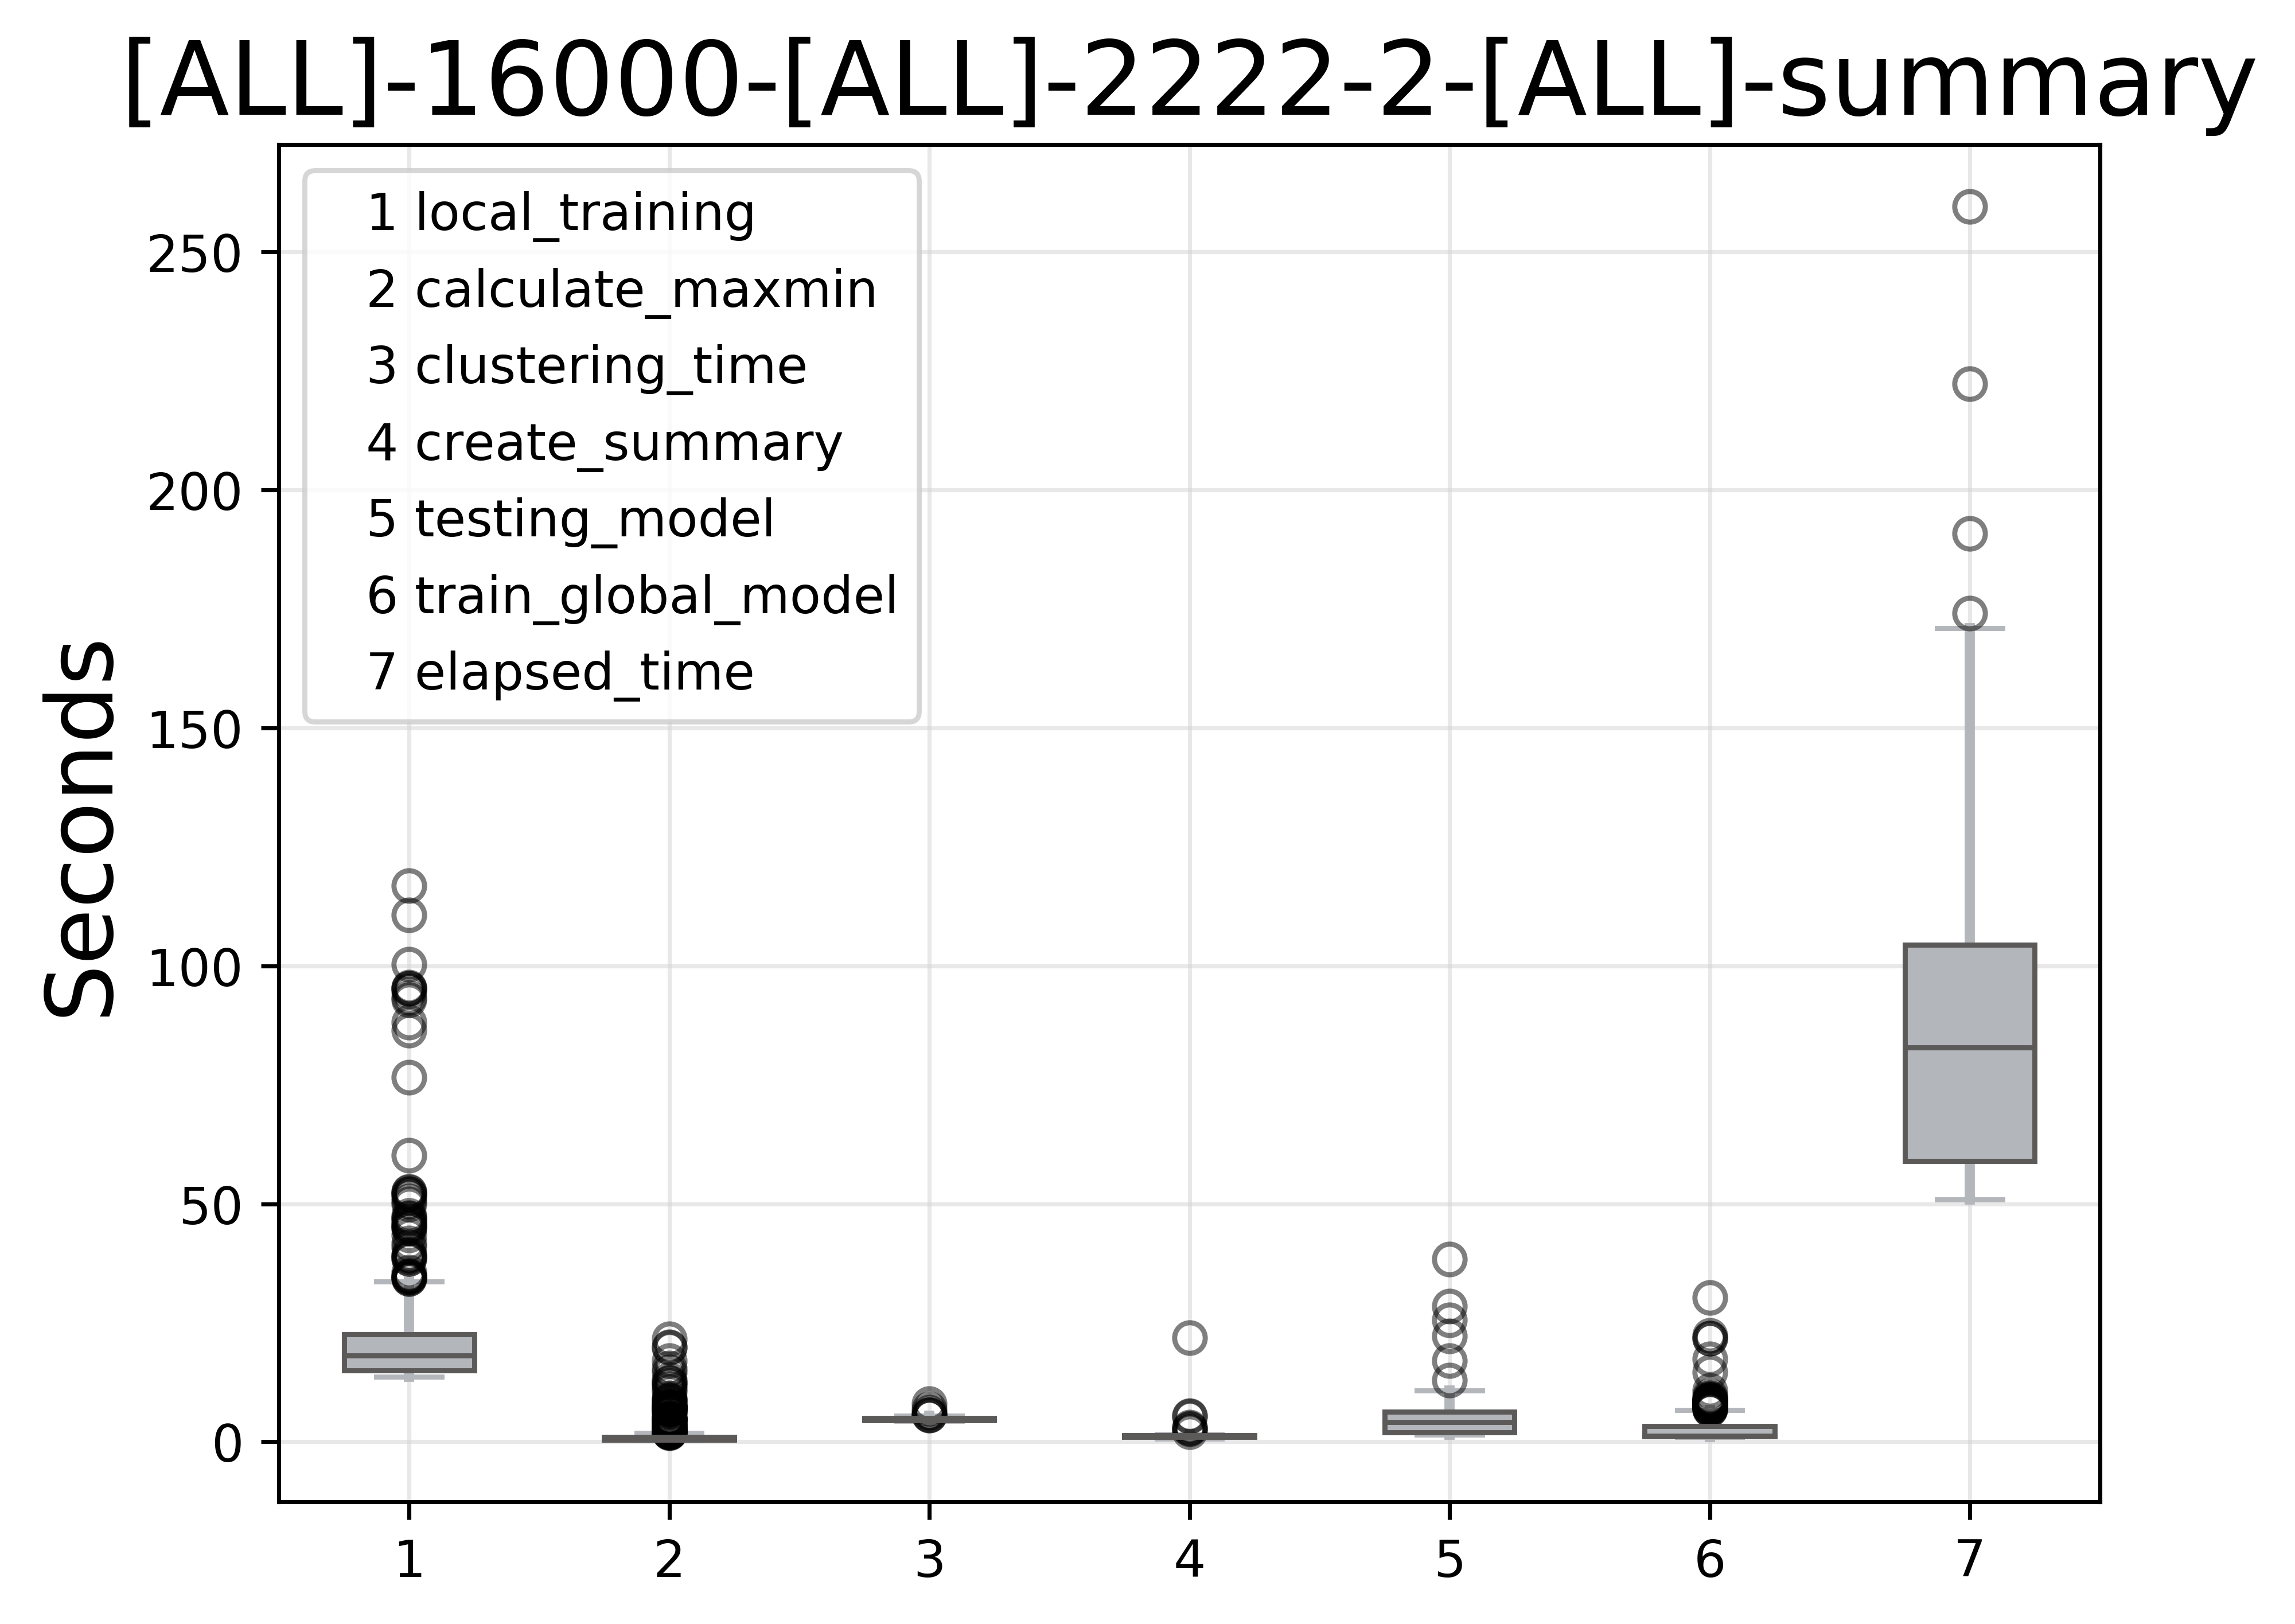 [ALL]-16000-[ALL]-2222-2-[ALL]-summary
1 local_training
2 calculate_maxmin
3 clustering_time
4 create_summary
5 testing_model
6 train_global_model
7 elapsed_time
Seconds
250
200
150
100
50
0
1 2 3 4 5 6 7